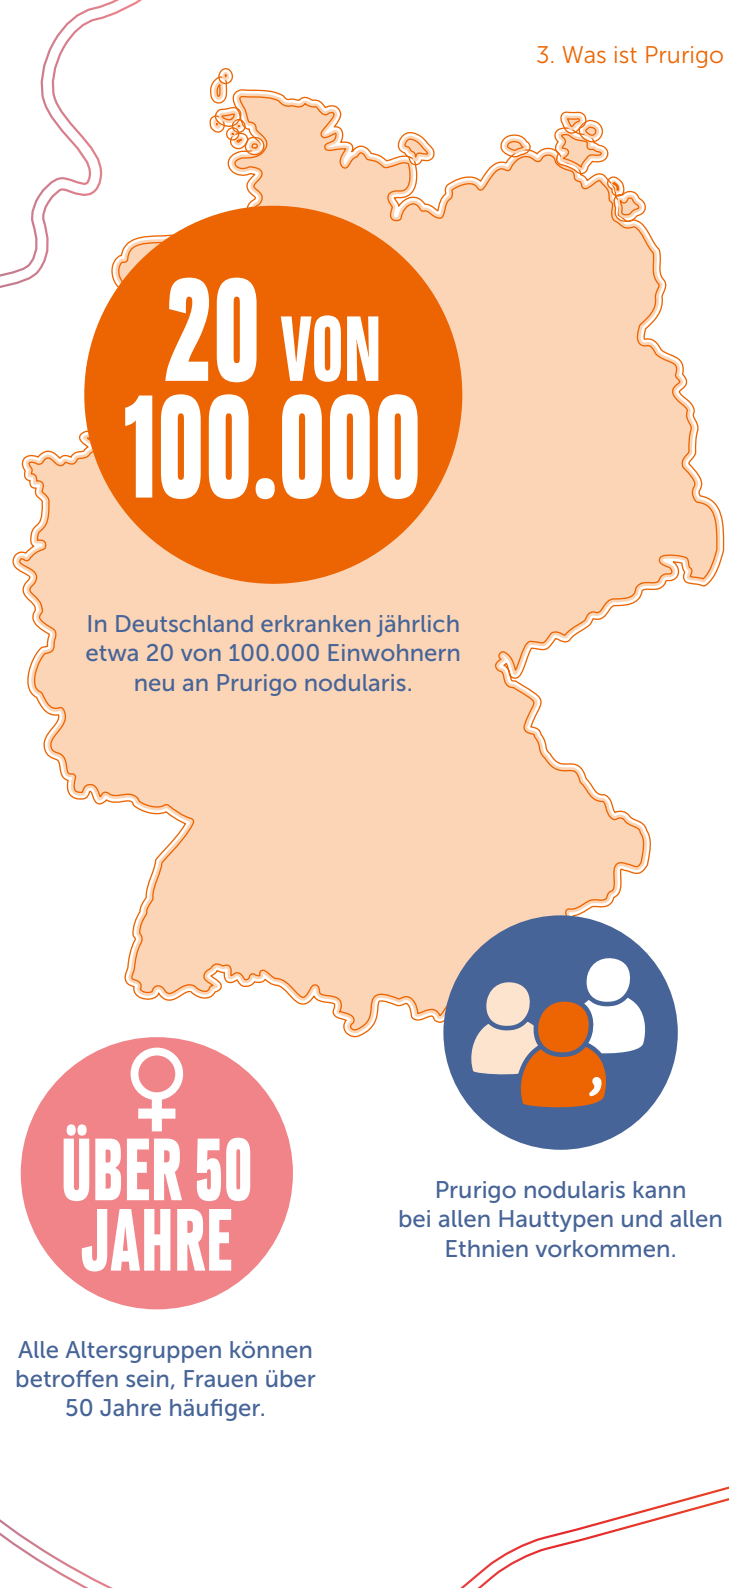 3. Was ist Prurigo
20 VON
100.000
In Deutschland erkranken jährlich
etwa 20 von 100.000 Einwohnern
neu an Prurigo nodularis.
ÜBER 50
JAHRE
Prurigo nodularis kann
bei allen Hauttypen und allen
Ethnien vorkommen.
Alle Altersgruppen können
betroffen sein, Frauen über
50 Jahre häufiger.